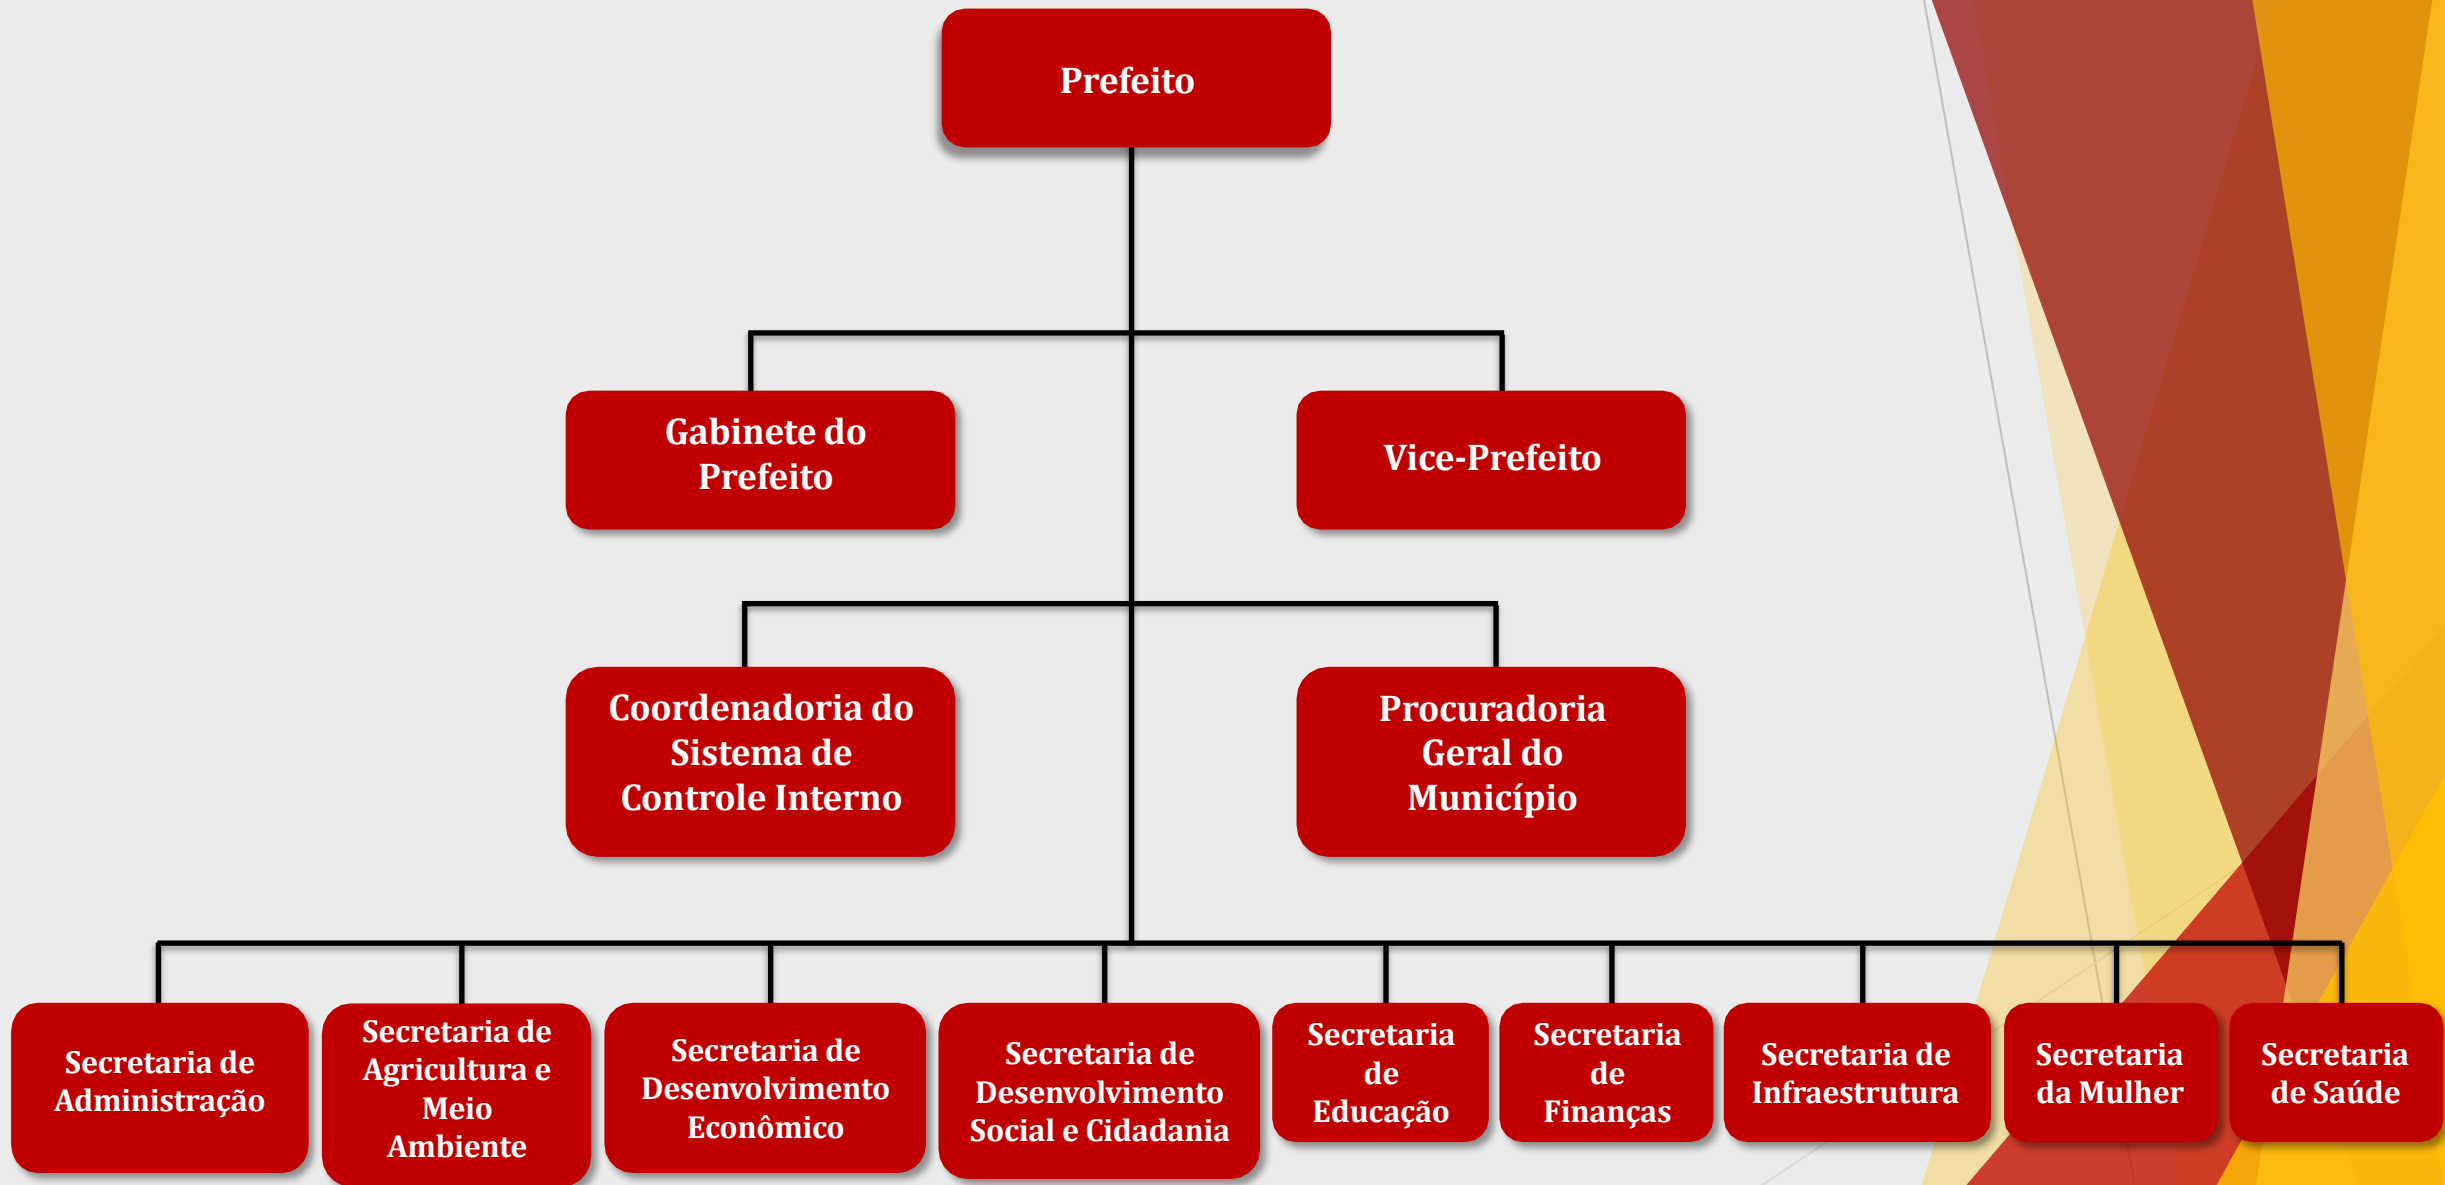 Prefeito
Gabinete do
Prefeito
Vice-Prefeito
Coordenadoria do
Sistema de
Controle Interno
Procuradoria
Geral do
Município
Secretaria de
Administração
Secretaria de
Agricultura e
Meio
Ambiente
Secretaria de
Desenvolvimento
Econômico
Secretaria de
Desenvolvimento
Social e Cidadania
Secretaria
de
Educação
Secretaria
de
Finanças
Secretaria de
Infraestrutura
Secretaria
da Mulher
Secretaria
de Saúde